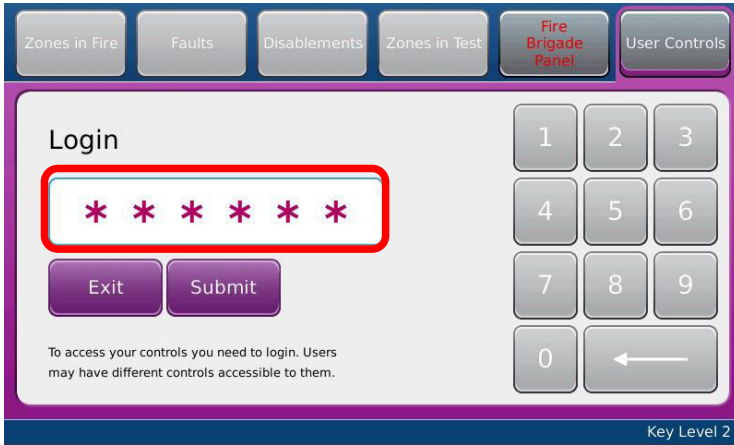 Zones in Fire
Faults
Disablements
Zones in Test
Fire
Brigade
Panel
User Controls
Login
* * * * * *
Exit
Submit
To access your controls you need to login. Users
may have different controls accessible to them.
1 2 3
4 5 6
7 8 9
0
Key Level 2